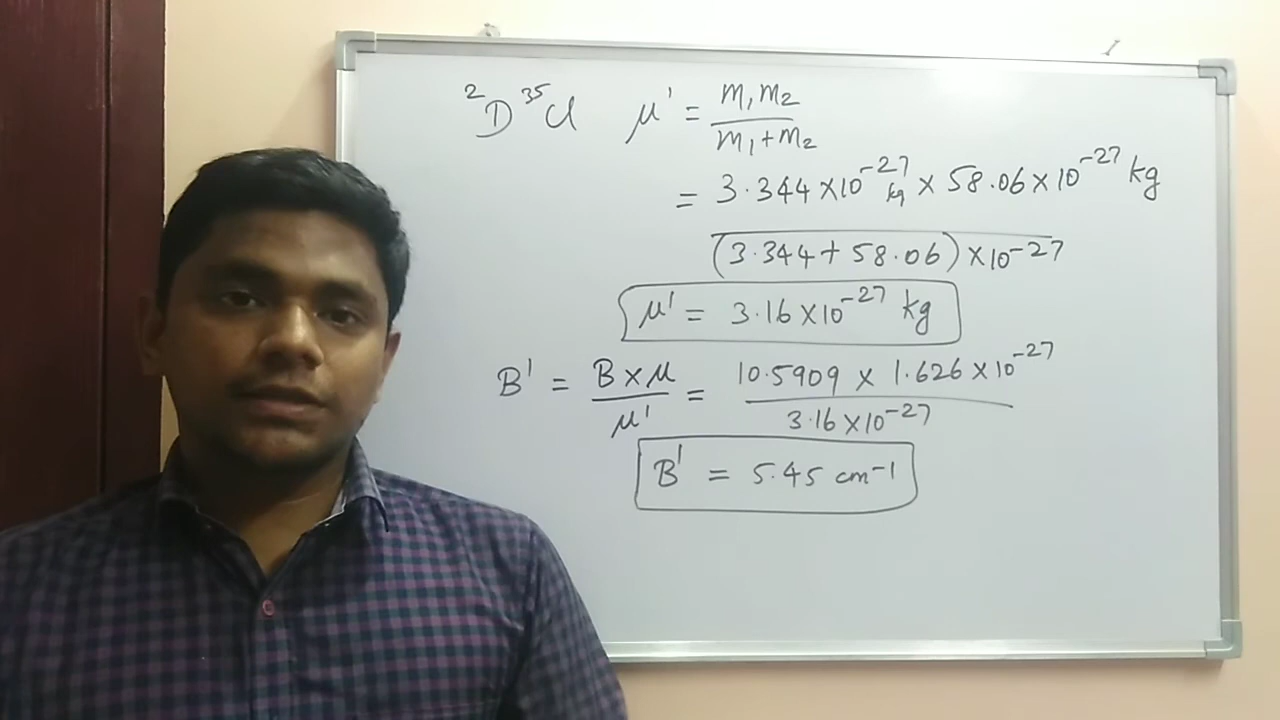 ²D³⁵Cl μ' = m₁m₂ / m₁+m₂
= 3.344 × 10⁻²⁷ kg × 58.06 × 10⁻²⁷ kg
(3.344 + 58.06) × 10⁻²⁷
μ' = 3.16 × 10⁻²⁷ kg
B' = B × μ / μ' = 10.5909 × 1.626 × 10⁻²⁷ / 3.16 × 10⁻²⁷
B' = 5.45 cm⁻¹